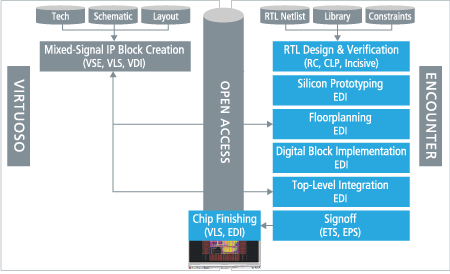 Tech Schematic Layout
RTL Netlist Library Constraints
Mixed-Signal IP Block Creation
(VSE, VLS, VDI)
RTL Design & Verification
(RC, CLP, Incisive)
Silicon Prototyping
EDI
Floorplanning
EDI
Digital Block Implementation
EDI
Top-Level Integration
EDI
Chip Finishing
(VLS, EDI)
Signoff
(ETS, EPS)
VIRTUOSO
OPEN ACCESS
ENCOUNTER